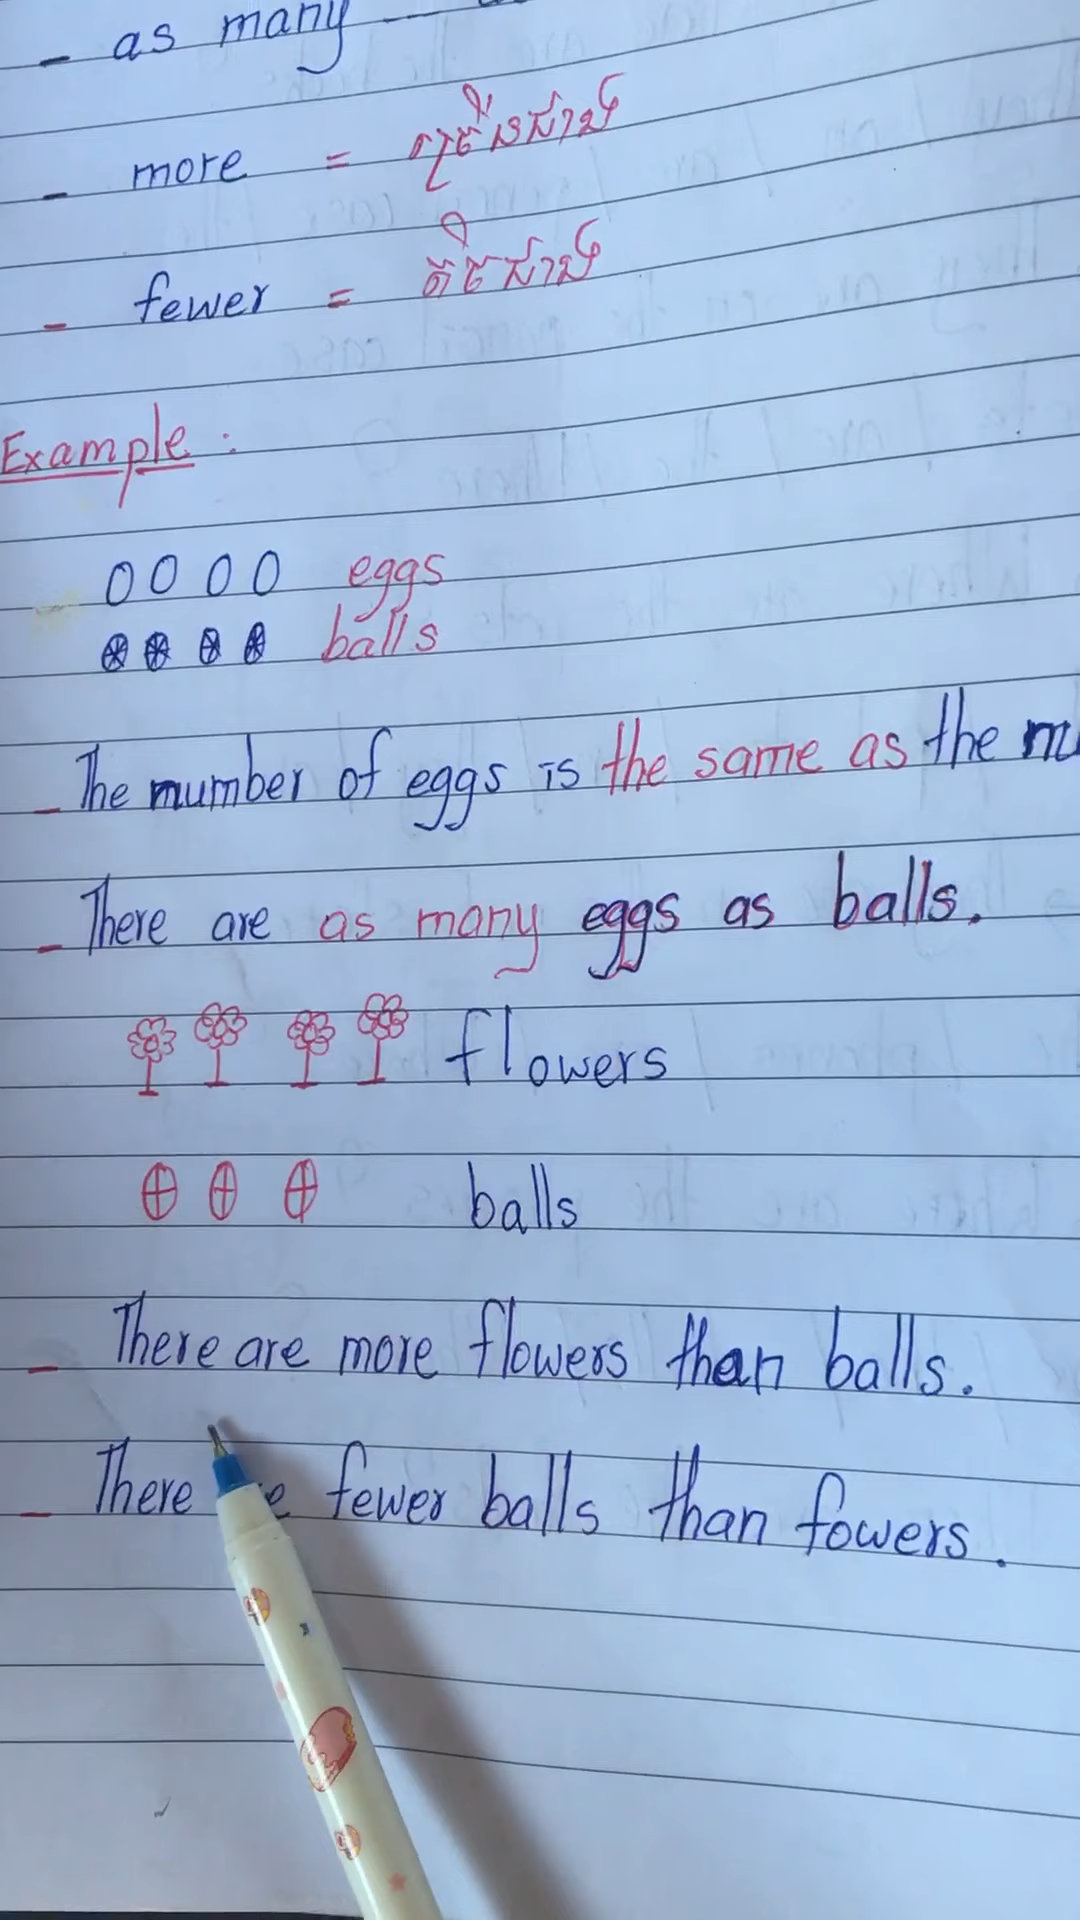 - as many
- more = ច្រើនជាង
- fewer = តិចជាង
Example :
eggs
balls
- The number of eggs is the same as the
- There are as many eggs as balls.
flowers
balls
- There are more flowers than balls.
- There fewer balls than fowers.